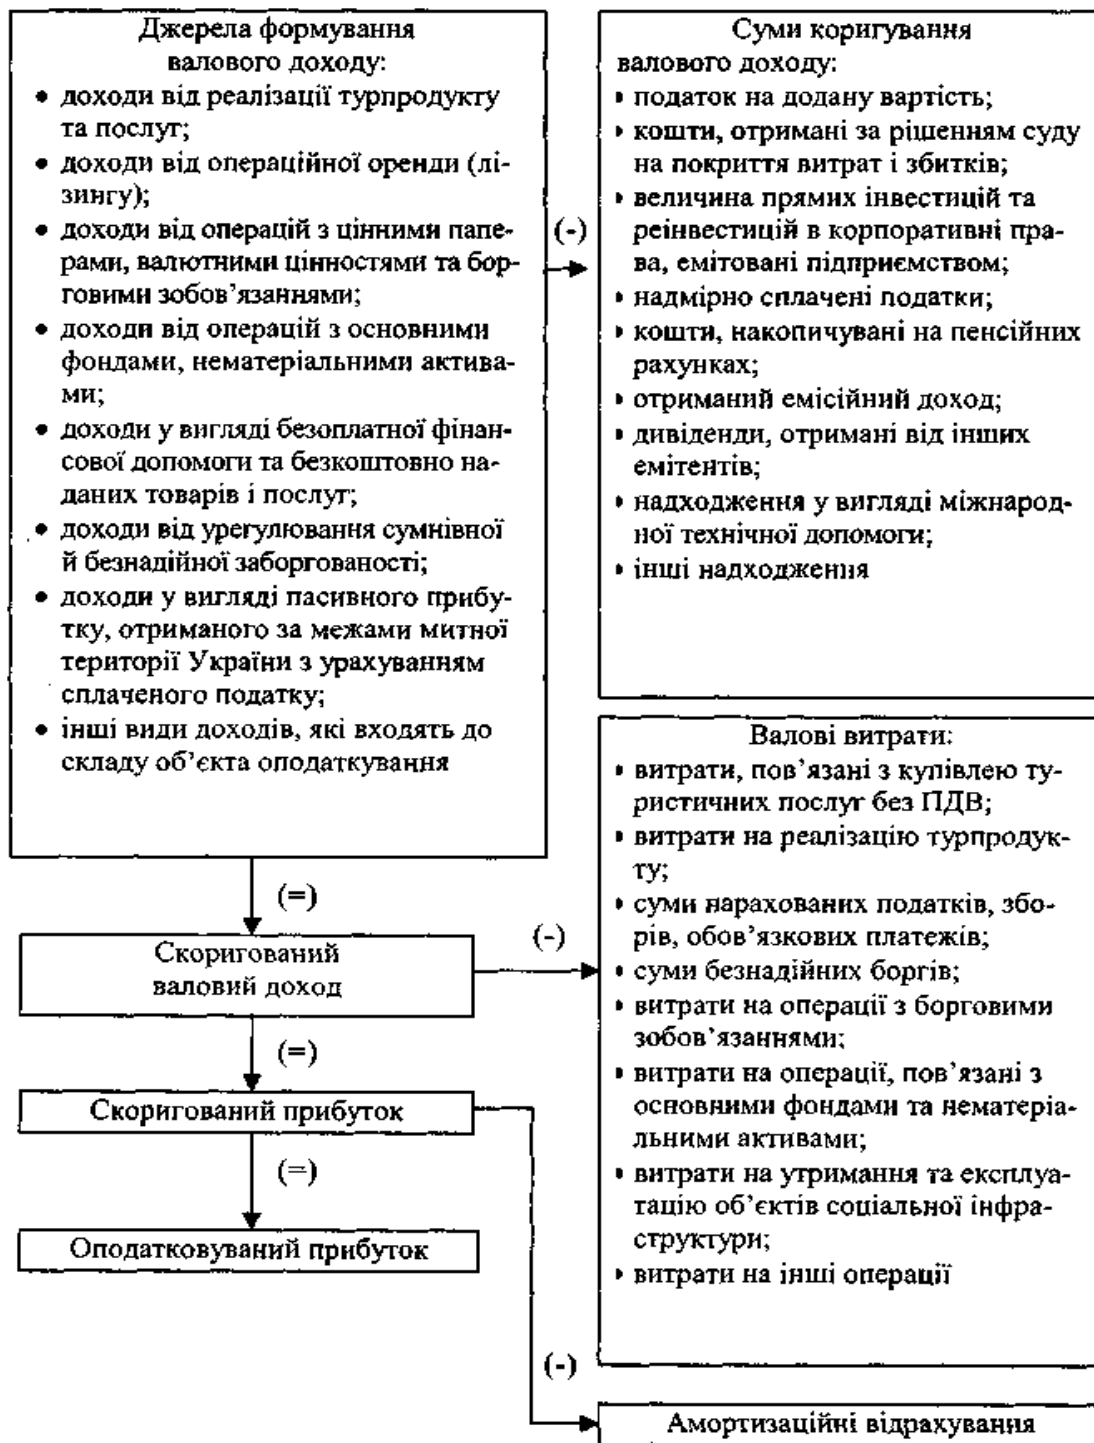 Джерела формування
валового доходу:
• доходи від реалізації турпродукту
та послуг;
• доходи від операційної оренди (лі-
зингу);
• доходи від операцій з цінними папе-
рами, валютними цінностями та бор-
говими зобов’язаннями;
• доходи від операцій з основними
фондами, нематеріальними актива-
ми;
• доходи у вигляді безоплатної фінан-
сової допомоги та безкоштовно на-
даних товарів і послуг;
• доходи від урегулювання сумнівної
й безнадійної заборгованості;
• доходи у вигляді пасивного прибу-
тку, отриманого за межами митної
території України з урахуванням
сплаченого податку;
• інші види доходів, які входять до
складу об’єкта оподаткування
(-)
Суми коригування
валового доходу:
• податок на додану вартість;
• кошти, отримані за рішенням суду
на покриття витрат і збитків;
• величина прямих інвестицій та
реінвестицій в корпоративні пра-
ва, емітовані підприємством;
• надмірно сплачені податки;
• кошти, накопичувані на пенсійних
рахунках;
• отриманий емісійний доход;
• дивіденди, отримані від інших
емітентів;
• надходження у вигляді міжнарод-
ної технічної допомоги;
• інші надходження
(=)
Скоригований
валовий доход
(-)
Валові витрати:
• витрати, пов’язані з купівлею ту-
ристичних послуг без ПДВ;
• витрати на реалізацію турпродук-
ту;
• суми нарахованих податків, збо-
рів, обов’язкових платежів;
• суми безнадійних боргів;
• витрати на операції з борговими
зобов’язаннями;
• витрати на операції, пов’язані з
основними фондами та нематері-
альними активами;
• витрати на утримання та експлуа-
тацію об’єктів соціальної інфра-
структури;
• витрати на інші операції
(=)
Скоригований прибуток
(=)
Оподатковуваний прибуток
(-)
Амортизаційні відрахування